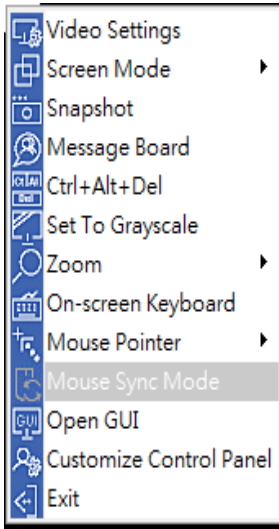 Video Settings
Screen Mode
Snapshot
Message Board
Ctrl+Alt+Del
Set To Grayscale
Zoom
On-screen Keyboard
Mouse Pointer
Mouse Sync Mode
GUI Open GUI
Customize Control Panel
Exit